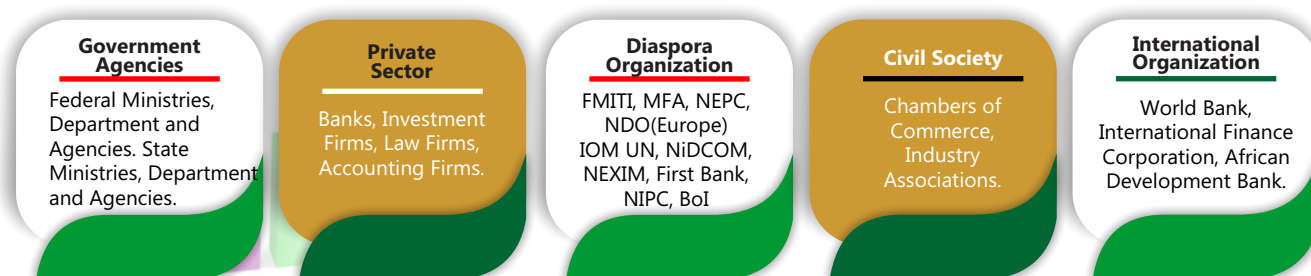 Government
Agencies
Federal Ministries,
Department and
Agencies. State
Ministries, Department
and Agencies.
Private
Sector
Banks, Investment
Firms, Law Firms,
Accounting Firms.
Diaspora
Organization
FMITI, MFA, NEPC,
NDO(Europe)
IOM UN, NiDCOM,
NEXIM, First Bank,
NIPC, BoI
Civil Society
Chambers of
Commerce,
Industry
Associations.
International
Organization
World Bank,
International Finance
Corporation, African
Development Bank.